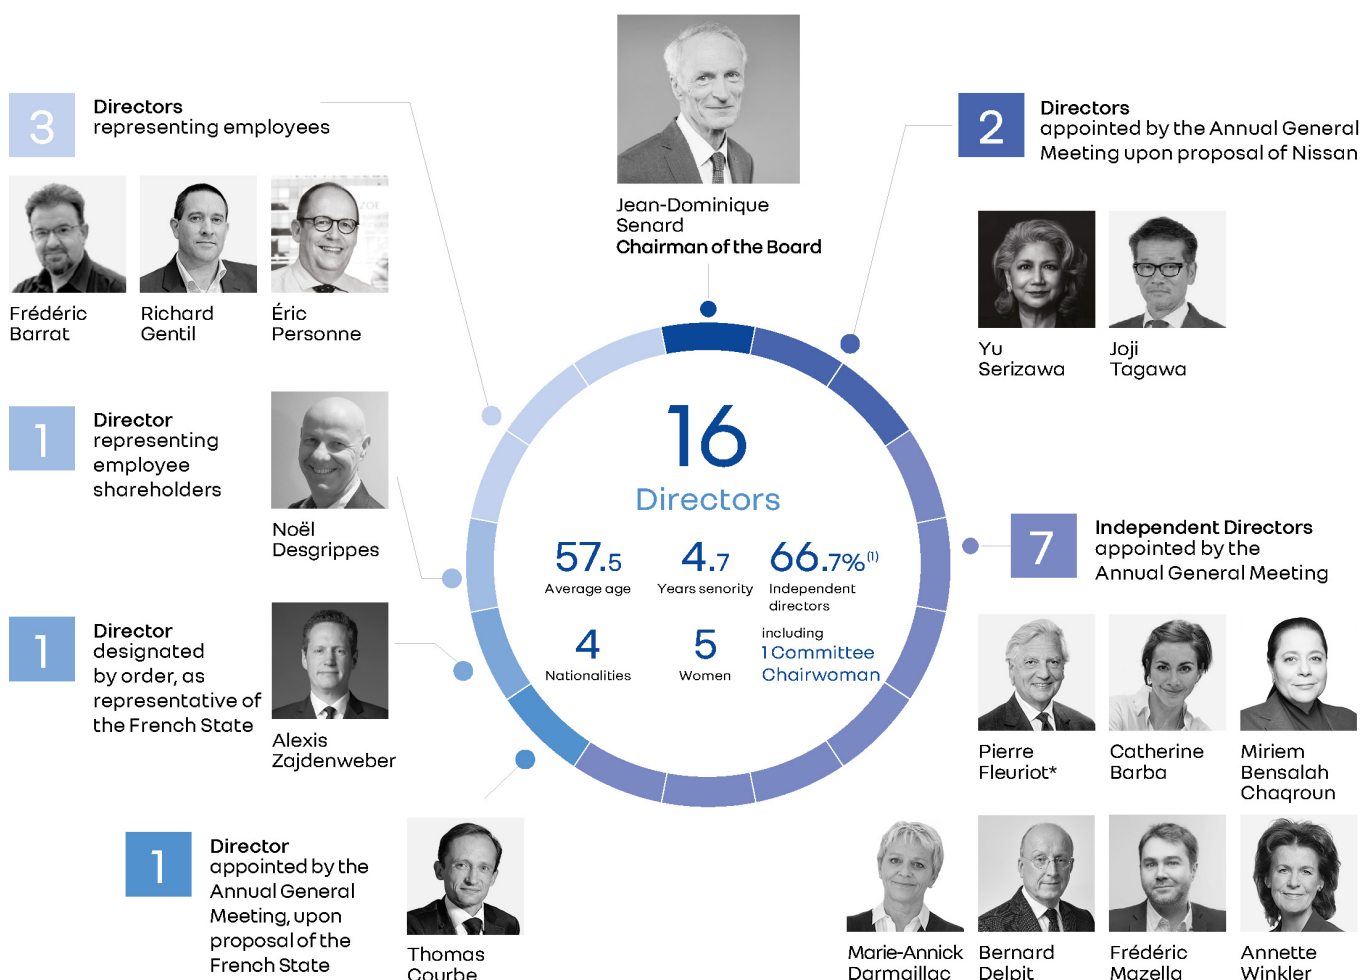 Jean-Dominique
Senard
Chairman of the Board
3
Directors
representing employees
Frédéric
Barrat
Richard
Gentil
Éric
Personne
1
Director
representing
employee
shareholders
Noël
Desgrippes
1
Director
designated
by order, as
representative of
the French State
Alexis
Zajdenweber
1
Director
appointed by the
Annual General
Meeting, upon
proposal of the
French State
Thomas
Courbe
16
Directors
57.5
Average age
4.7
Years senority
66.7%(1)
Independent
directors
4
Nationalities
5
Women
including
1 Committee
Chairwoman
2
Directors
appointed by the Annual General
Meeting upon proposal of Nissan
Yu
Serizawa
Joji
Tagawa
7
Independent Directors
appointed by the
Annual General Meeting
Pierre
Fleuriot*
Catherine
Barba
Miriem
Bensalah
Chaqroun
Marie-Annick
Darmaillac
Bernard
Delpit
Frédéric
Mazella
Annette
Winkler
ZOE